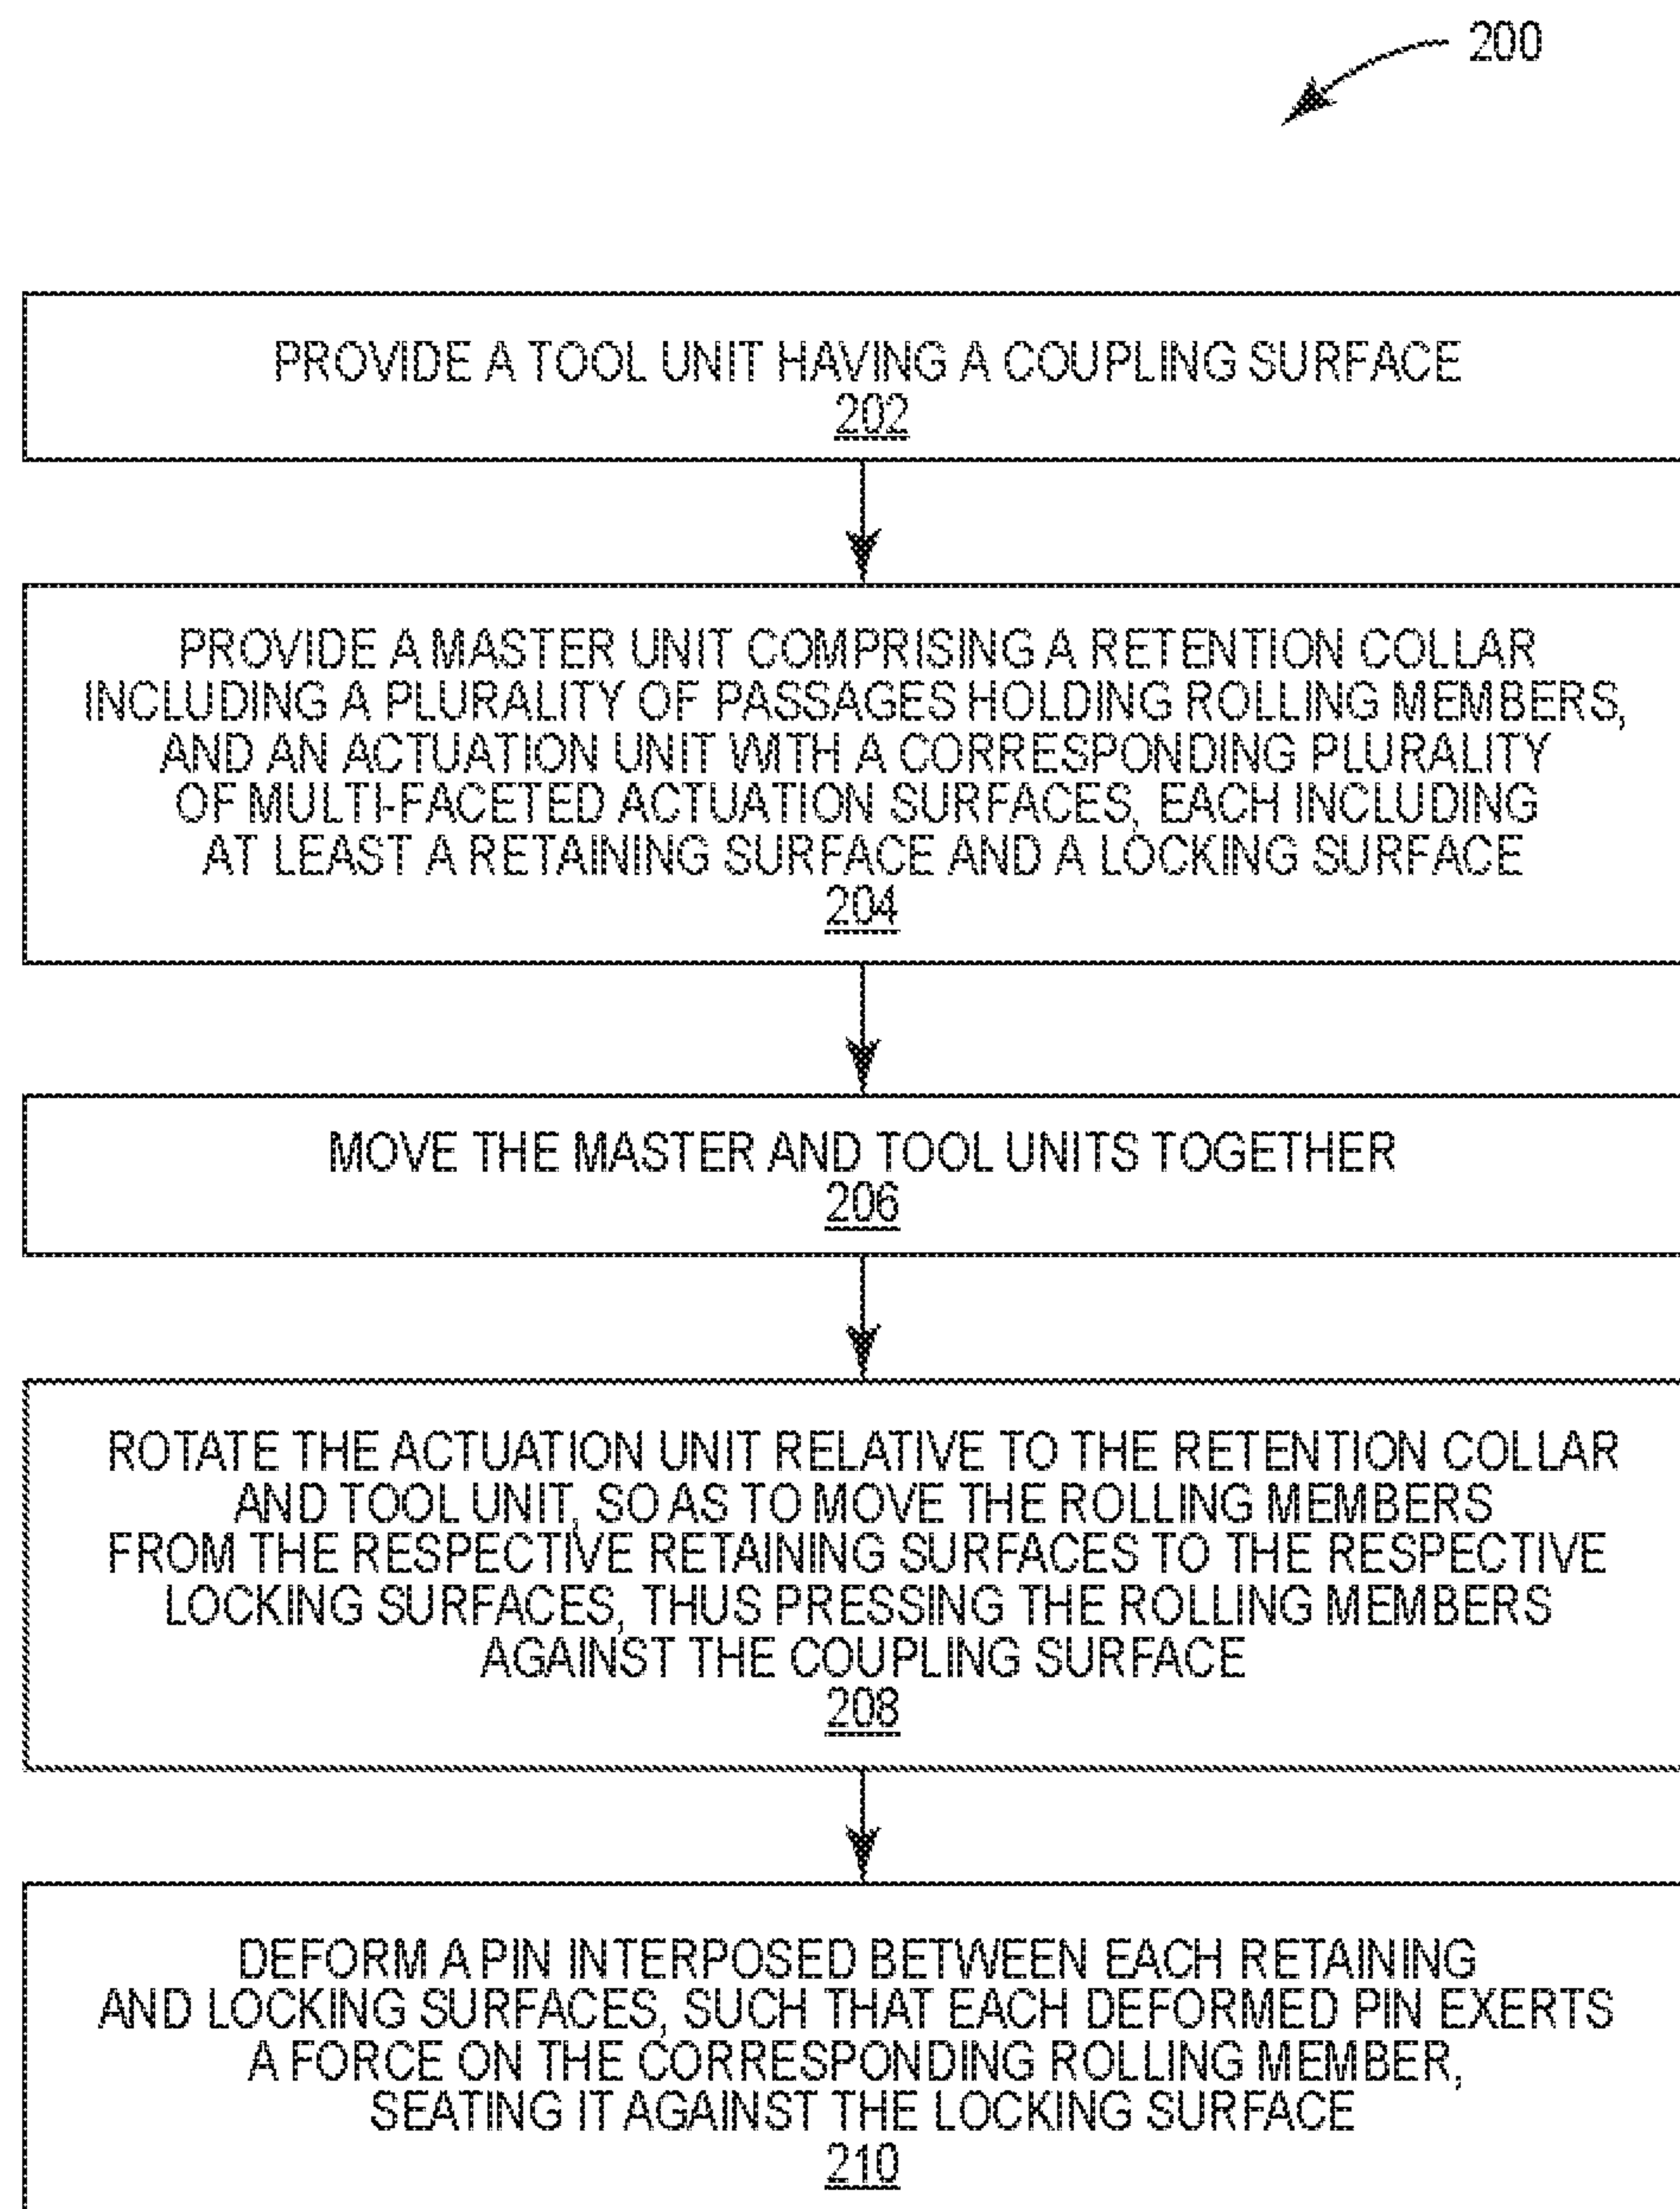 200
PROVIDE A TOOL UNIT HAVING A COUPLING SURFACE
202
PROVIDE A MASTER UNIT COMPRISING A RETENTION COLLAR
INCLUDING A PLURALITY OF PASSAGES HOLDING ROLLING MEMBERS,
AND AN ACTUATION UNIT WITH A CORRESPONDING PLURALITY
OF MULTI-FACETED ACTUATION SURFACES, EACH INCLUDING
AT LEAST A RETAINING SURFACE AND A LOCKING SURFACE
204
MOVE THE MASTER AND TOOL UNITS TOGETHER
206
ROTATE THE ACTUATION UNIT RELATIVE TO THE RETENTION COLLAR
AND TOOL UNIT, SO AS TO MOVE THE ROLLING MEMBERS
FROM THE RESPECTIVE RETAINING SURFACES TO THE RESPECTIVE
LOCKING SURFACES, THUS PRESSING THE ROLLING MEMBERS
AGAINST THE COUPLING SURFACE
208
DEFORM A PIN INTERPOSED BETWEEN EACH RETAINING
AND LOCKING SURFACES, SUCH THAT EACH DEFORMED PIN EXERTS
A FORCE ON THE CORRESPONDING ROLLING MEMBER,
SEATING IT AGAINST THE LOCKING SURFACE
210